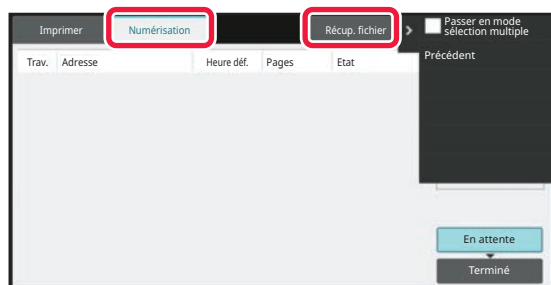 Imprimer Numérisation Récup. fichier
Passer en mode
sélection multiple
Trav. Adresse Heure déf. Pages Etat
Précédent
En attente
Terminé